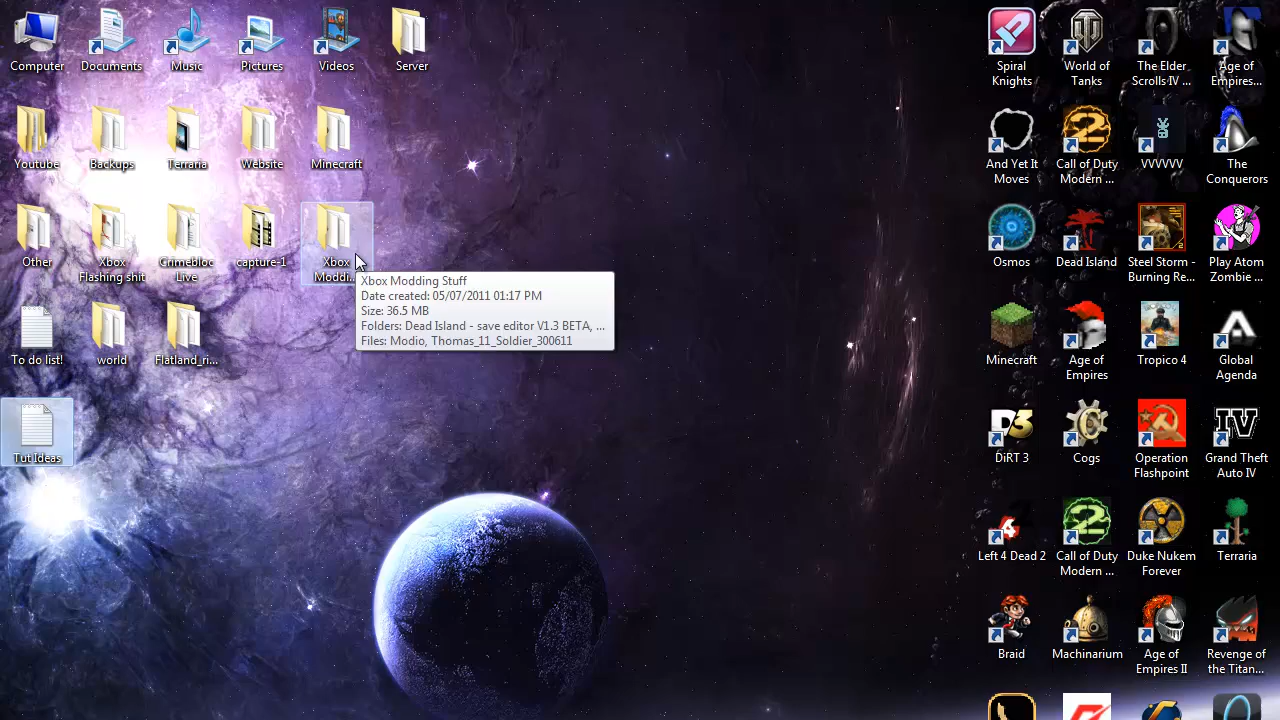 Computer
Documents
Music
Pictures
Videos
Server
Youtube
Backups
Terraria
Website
Minecraft
Other
Xbox
Flashing shit
Crimebloc
Live
capture-1
Xbox
Moddi...
Xbox Modding Stuff
Date created: 05/07/2011 01:17 PM
Size: 36.5 MB
Folders: Dead Island - save editor V1.3 BETA, ...
Files: Modio, Thomas_11_Soldier_300611
To do list!
world
Flatland_ri...
Tut Ideas
Spiral
Knights
World of
Tanks
The Elder
Scrolls IV ...
Age of
Empires...
And Yet It
Moves
Call of Duty
Modern ...
VVVVVV
The
Conquerors
Osmos
Dead Island
Steel Storm -
Burning Re...
Play Atom
Zombie ...
Minecraft
Age of
Empires
Tropico 4
Global
Agenda
D3
DiRT 3
Cogs
Operation
Flashpoint
IV
Grand Theft
Auto IV
Left 4 Dead 2
Call of Duty
Modern ...
Duke Nukem
Forever
Terraria
Braid
Machinarium
Age of
Empires II
Revenge of
the Titan...